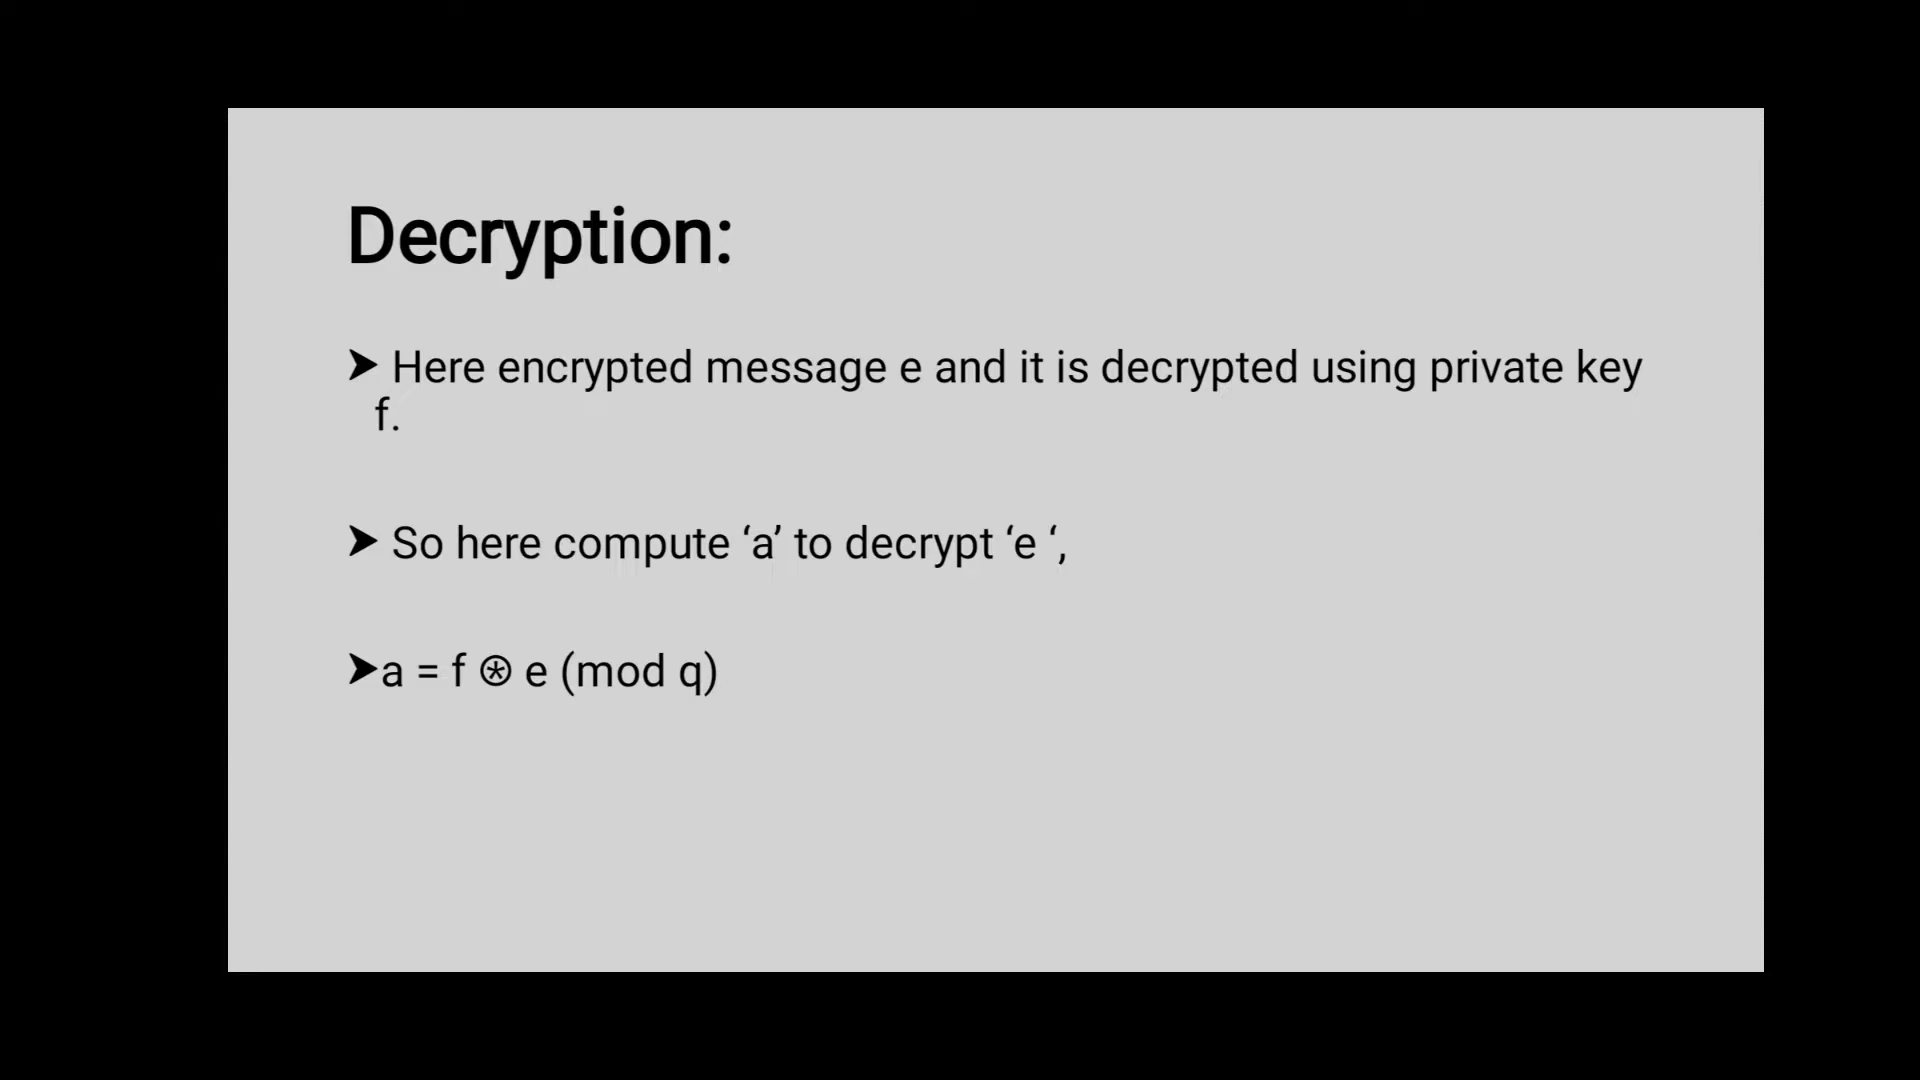 Decryption:
➤ Here encrypted message e and it is decrypted using private key
f.
➤ So here compute ‘a’ to decrypt ‘e ‘,
➤a = f ⊛ e (mod q)